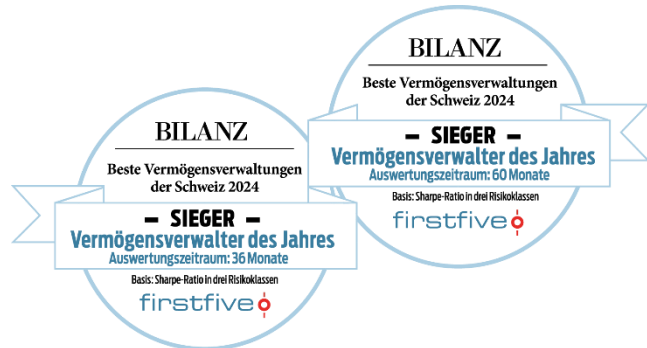 BILANZ
Beste Vermögensverwaltungen
der Schweiz 2024
– SIEGER –
Vermögensverwalter des Jahres
Auswertungszeitraum: 36 Monate
Basis: Sharpe-Ratio in drei Risikoklassen
firstfive
BILANZ
Beste Vermögensverwaltungen
der Schweiz 2024
– SIEGER –
Vermögensverwalter des Jahres
Auswertungszeitraum: 60 Monate
Basis: Sharpe-Ratio in drei Risikoklassen
firstfive